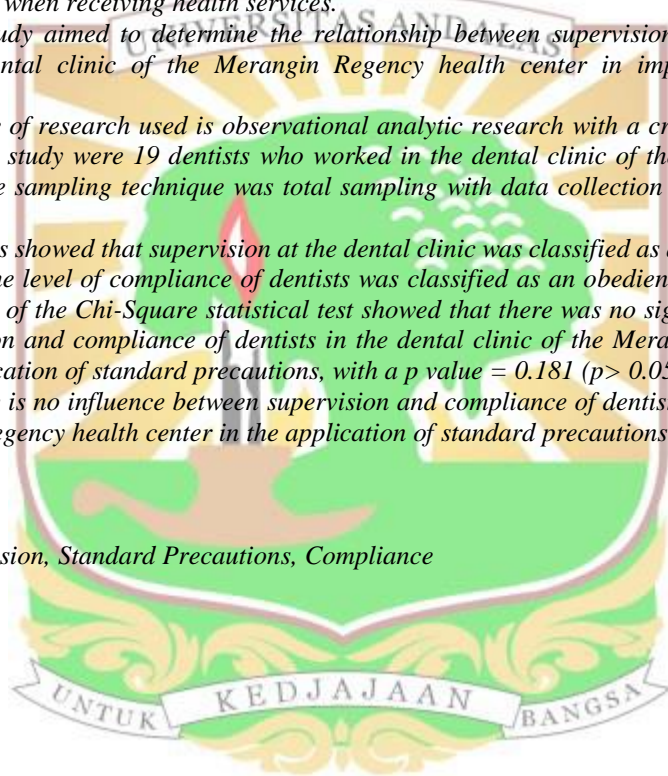 when receiving health services.
UNIVERSITAS ANDALAS
udy aimed to determine the relationship between supervision
ental clinic of the Merangin Regency health center in imp
e of research used is observational analytic research with a cr
study were 19 dentists who worked in the dental clinic of the
e sampling technique was total sampling with data collection
s showed that supervision at the dental clinic was classified as
he level of compliance of dentists was classified as an obedien
of the Chi-Square statistical test showed that there was no sig
on and compliance of dentists in the dental clinic of the Mera
cation of standard precautions, with a p value = 0.181 (p> 0.05
e is no influence between supervision and compliance of dentis
egency health center in the application of standard precautions
sion, Standard Precautions, Compliance
UNTUK KEDJAJAAN BANGSA